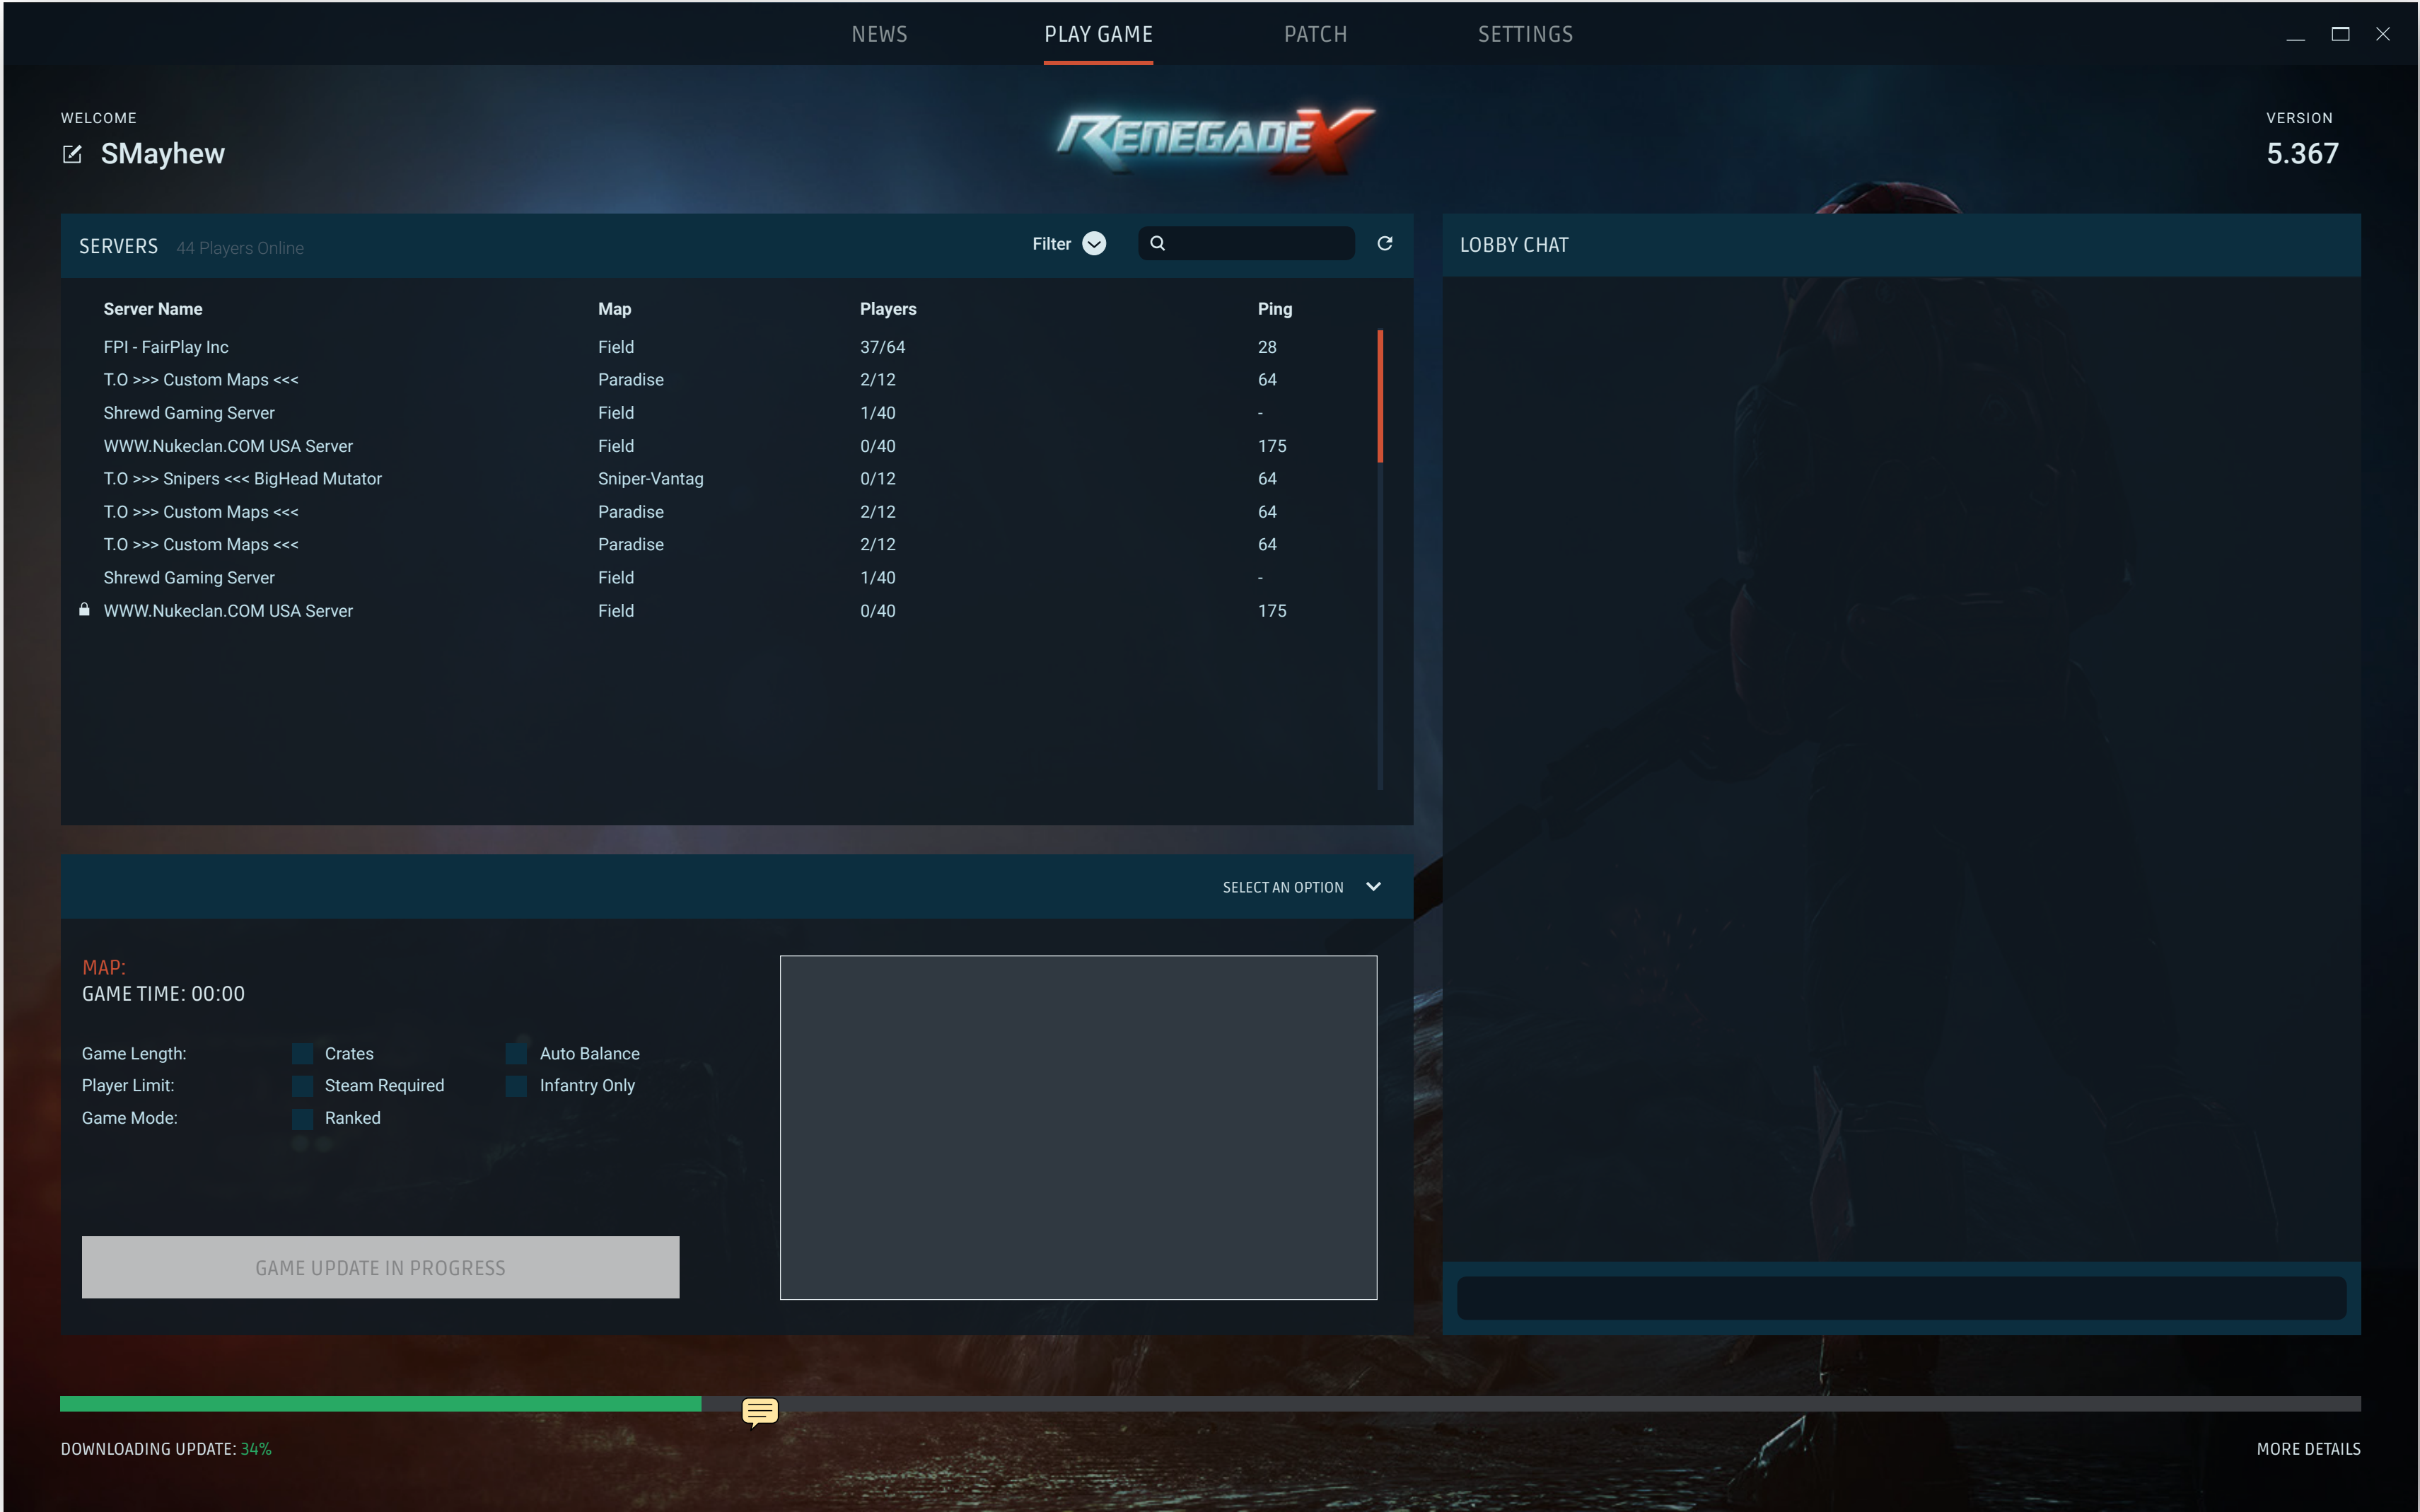 NEWS PLAY GAME PATCH SETTINGS
WELCOME
SMayhew
RENEGADEX
VERSION
5.367
SERVERS 44 Players Online Filter
LOBBY CHAT
Server Name Map Players Ping
FPI - FairPlay Inc Field 37/64 28
T.O >>> Custom Maps <<< Paradise 2/12 64
Shrewd Gaming Server Field 1/40 -
WWW.Nukeclan.COM USA Server Field 0/40 175
T.O >>> Snipers <<< BigHead Mutator Sniper-Vantag 0/12 64
T.O >>> Custom Maps <<< Paradise 2/12 64
T.O >>> Custom Maps <<< Paradise 2/12 64
Shrewd Gaming Server Field 1/40 -
WWW.Nukeclan.COM USA Server Field 0/40 175
SELECT AN OPTION
MAP:
GAME TIME: 00:00
Game Length: Crates Auto Balance
Player Limit: Steam Required Infantry Only
Game Mode: Ranked
GAME UPDATE IN PROGRESS
DOWNLOADING UPDATE: 34%
MORE DETAILS